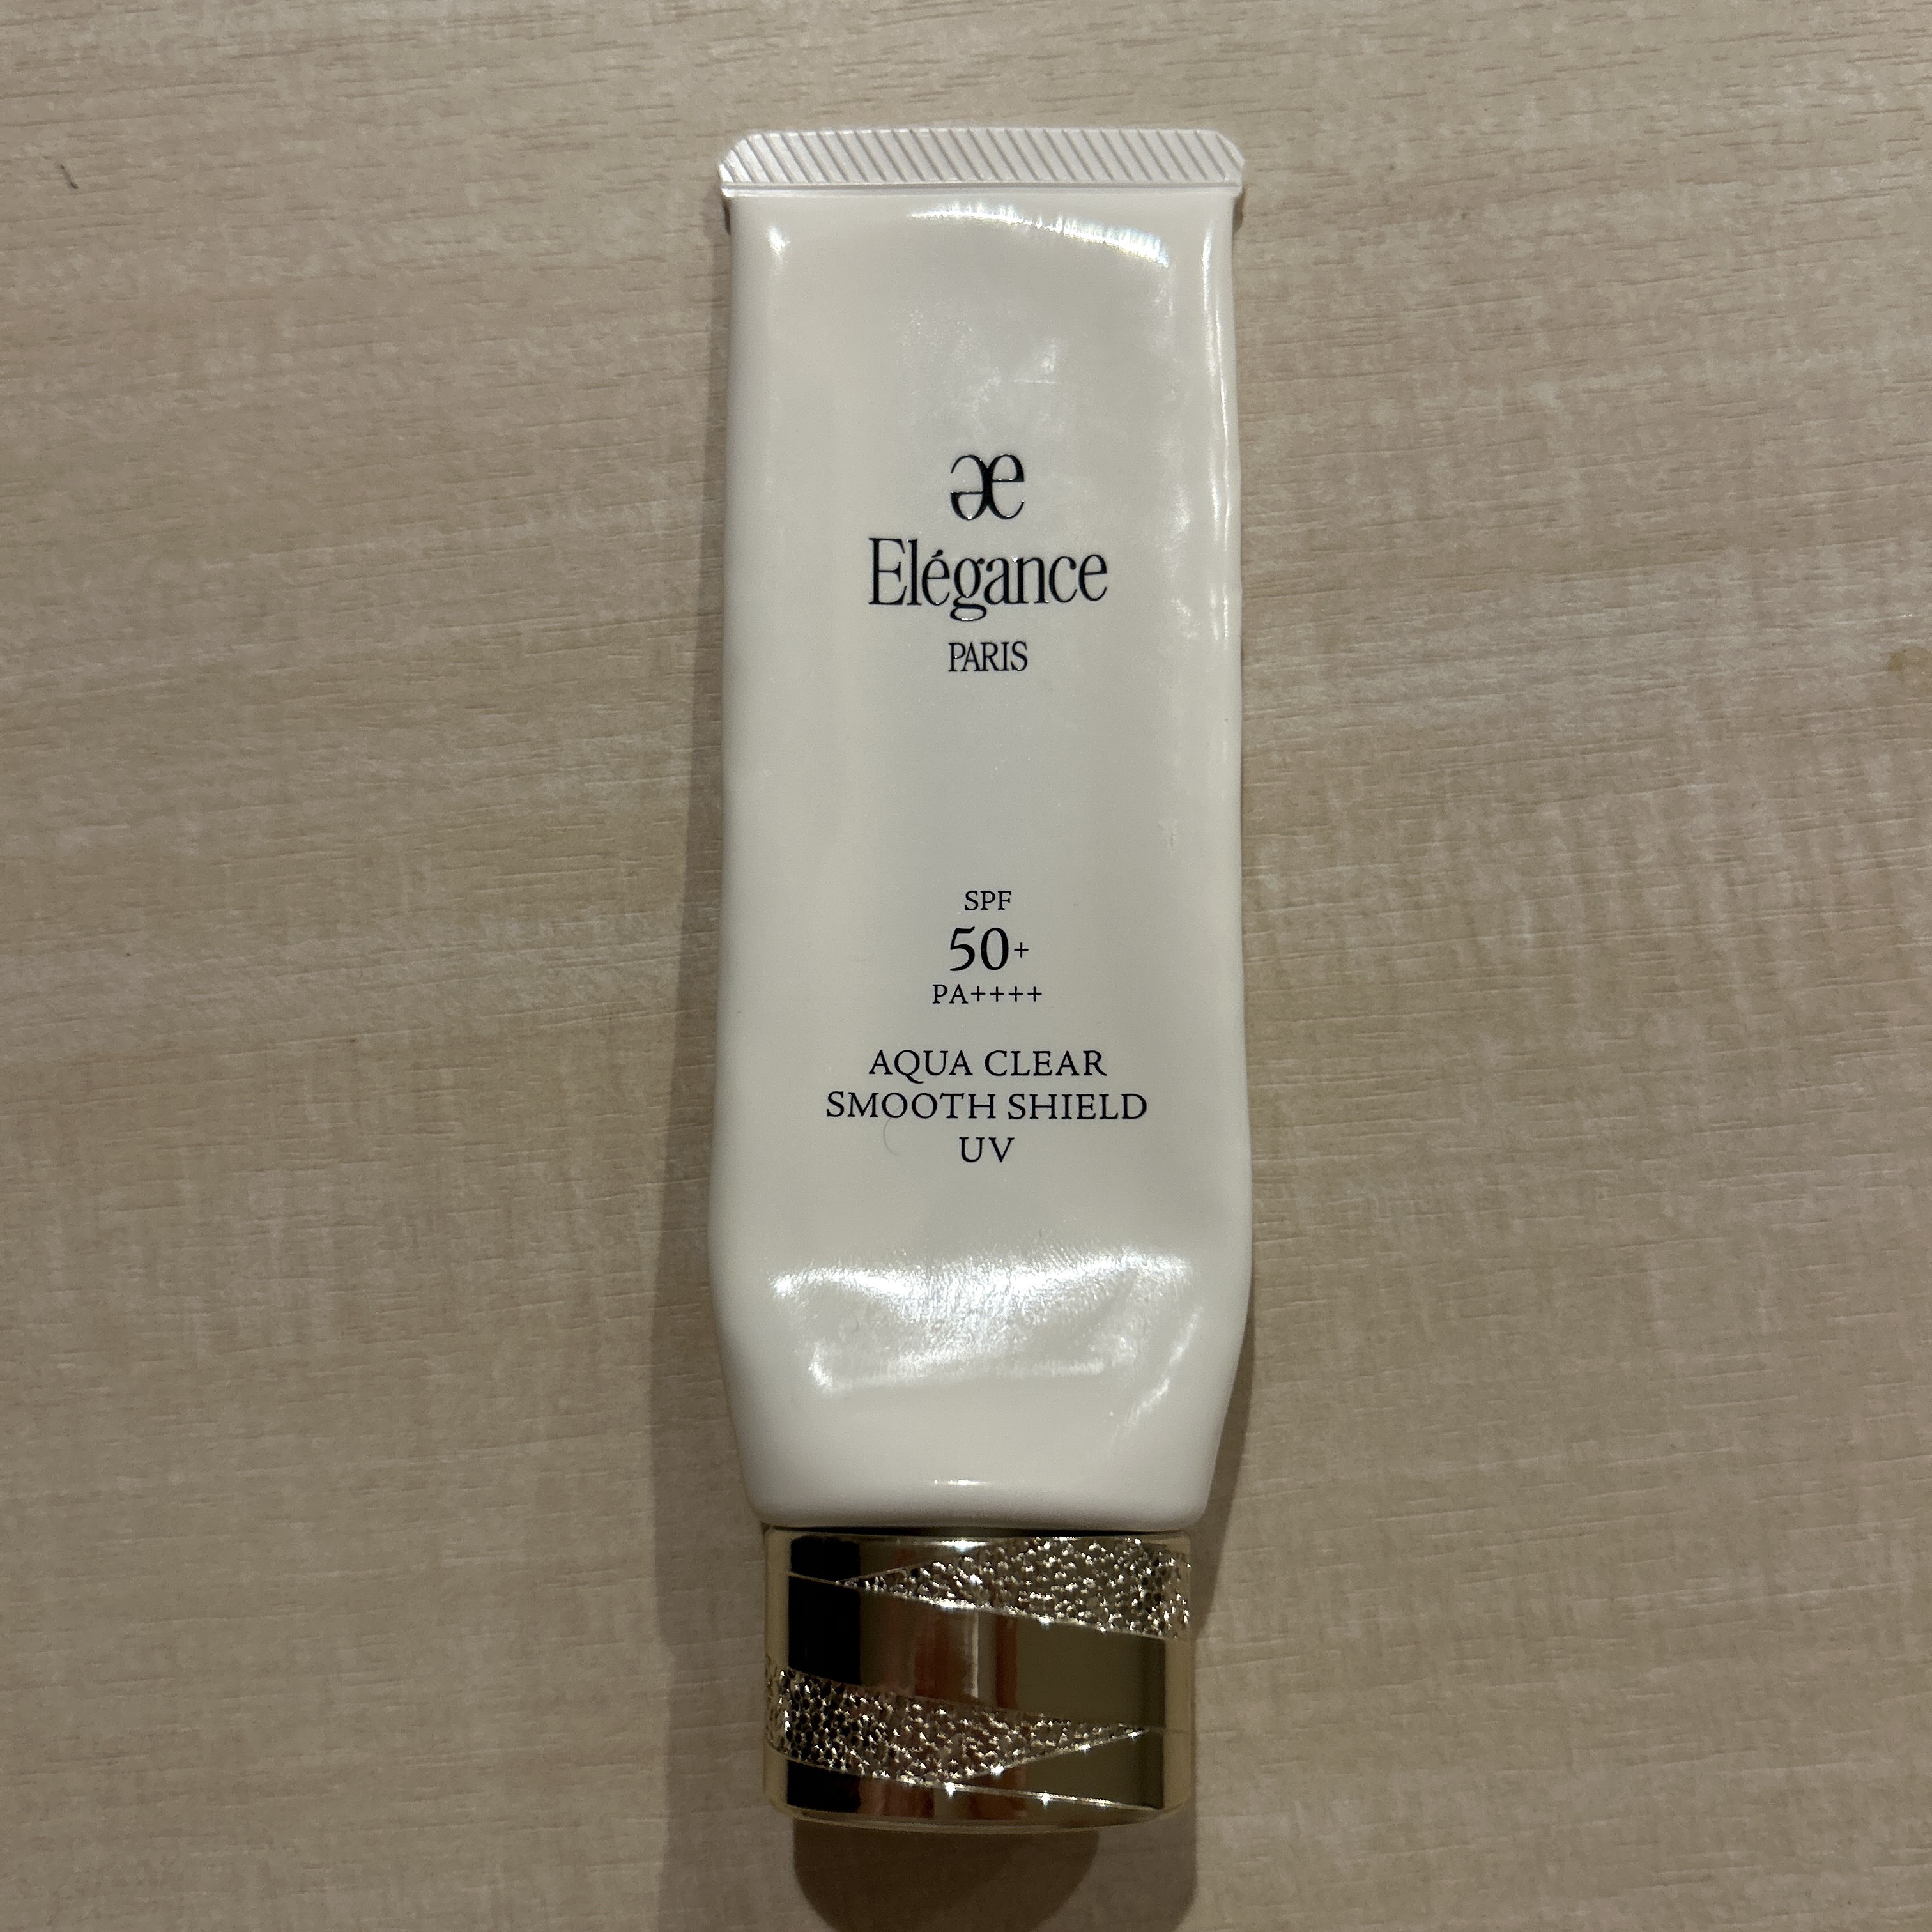 Elégance
PARIS
SPF
50+
PA++++
AQUA CLEAR
SMOOTH SHIELD
UV